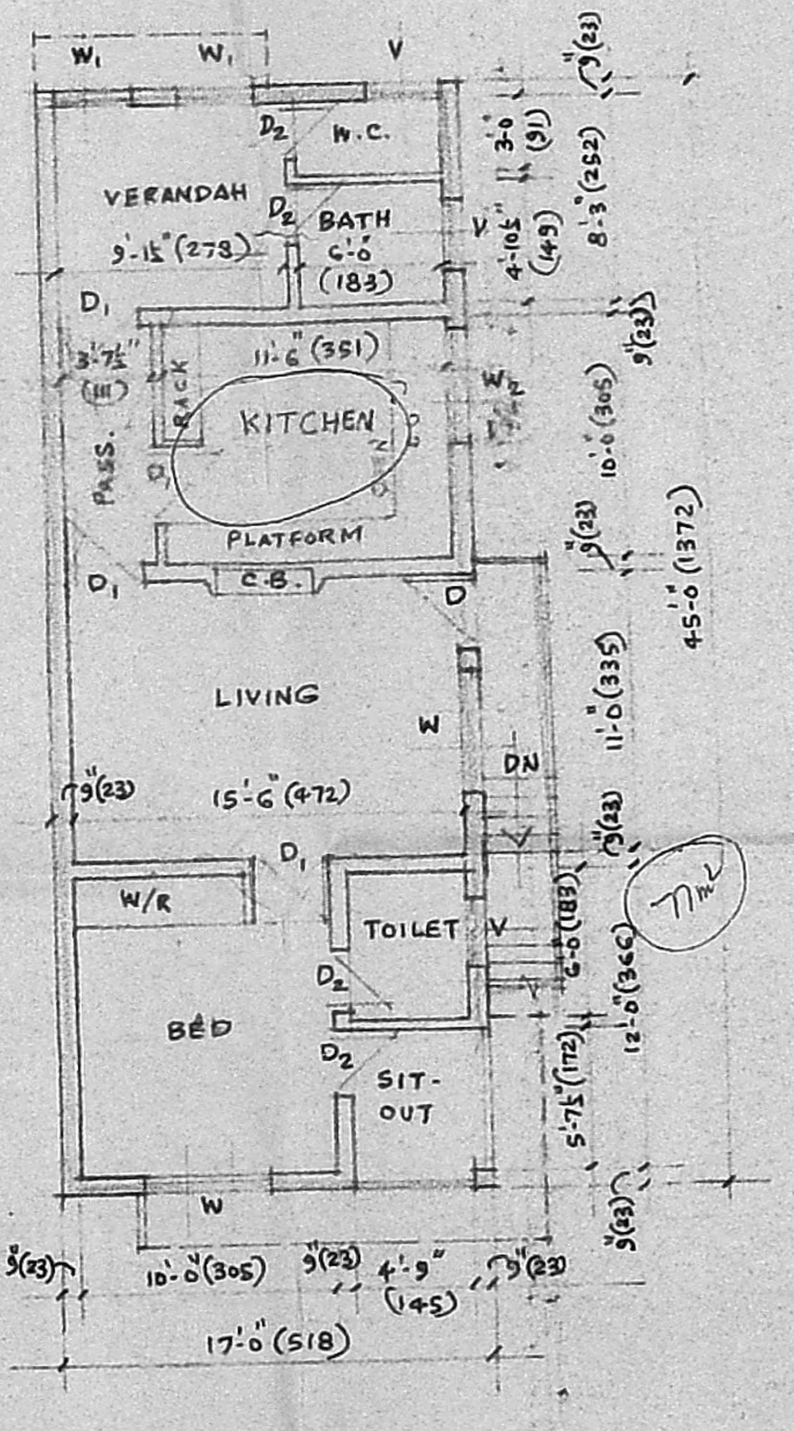 W1 W1 V
9"(23)
D2 W.C.
3'-0 (91)
8'-3"(252)
VERANDAH
D2 BATH
V
9'-1½"(278) 6'-0" (183)
4'-10½" (149)
D1
9"(23)
3'-7½" (111)
RACK
11'-6"(351)
W
KITCHEN
10'-0(305)
PASS.
D
PLATFORM
9"(23)
D1 C.B. D
45'-0(1372)
LIVING
W
11'-0(335)
DN
9"(23) 15'-6"(472)
9"(23)
D1
W/R
TOILET V
6'-0(183)
12'-0(366)
D2
BED
D2
SIT-
OUT
5'-7½"(172)
W
9"(23)
9"(23) 10'-0"(305) 9"(23) 4'-9" (145) 9"(23)
17'-0"(518)